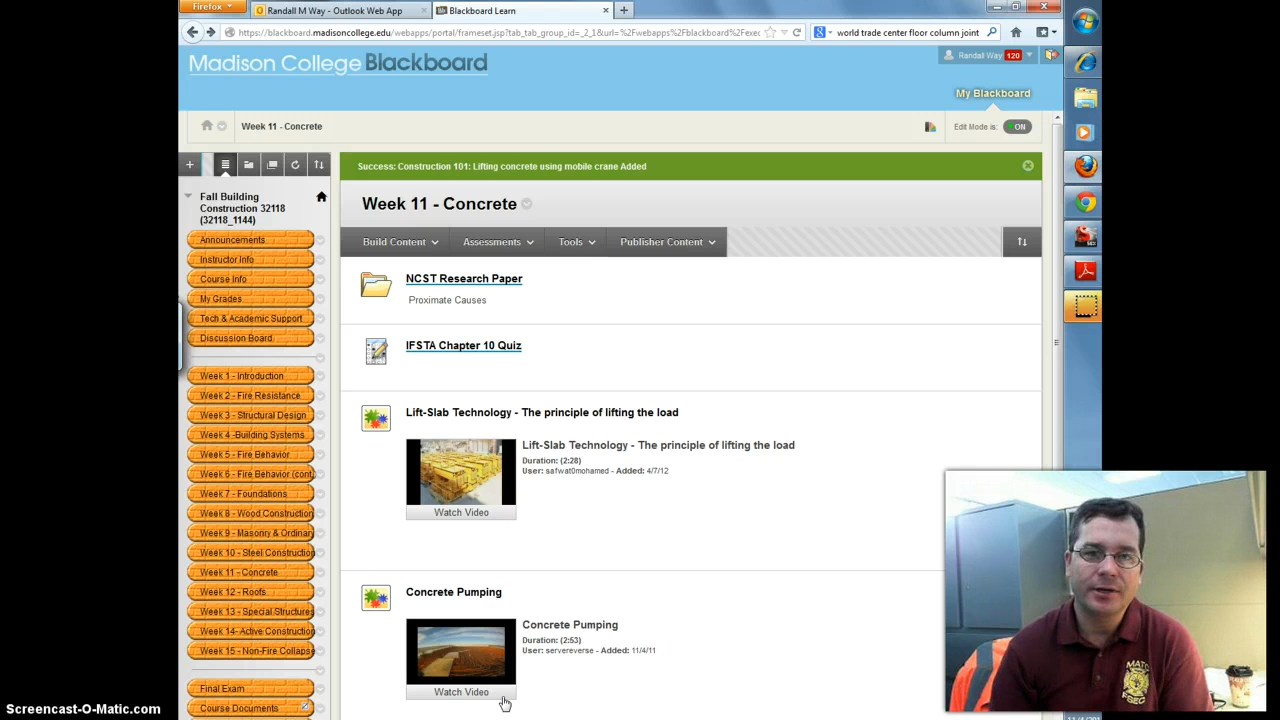 Firefox
Randall M Way - Outlook Web App
Blackboard Learn
https://blackboard.madisoncollege.edu/webapps/portal/frameset.jsp?tab_tab_group_id=_2_1&url=%2Fwebapps%2Fblackboard%2Fexec
world trade center floor column joint
Madison College Blackboard
Randall Way 120
My Blackboard
Week 11 - Concrete
Edit Mode is: ON
Success: Construction 101: Lifting concrete using mobile crane Added
Fall Building
Construction 32118
(32118_1144)
Week 11 - Concrete
Announcements
Build Content
Assessments
Tools
Publisher Content
Instructor Info
Course Info
NCST Research Paper
My Grades
Proximate Causes
Tech & Academic Support
Discussion Board
IFSTA Chapter 10 Quiz
Week 1 - Introduction
Week 2 - Fire Resistance
Week 3 - Structural Design
Lift-Slab Technology - The principle of lifting the load
Week 4 -Building Systems
Lift-Slab Technology - The principle of lifting the load
Week 5 - Fire Behavior
Duration: (2:28)
User: safwat0mohamed - Added: 4/7/12
Week 6 - Fire Behavior (cont.
Week 7 - Foundations
Week 8 - Wood Construction
Watch Video
Week 9 - Masonry & Ordinar
Week 10 - Steel Construction
Week 11 - Concrete
Week 12 - Roofs
Concrete Pumping
Week 13 - Special Structures
Concrete Pumping
Week 14- Active Construction
Duration: (2:53)
Week 15 - Non-Fire Collapse
User: servereverse - Added: 11/4/11
Final Exam
Watch Video
Course Documents
MATC
Screencast-O-Matic.com